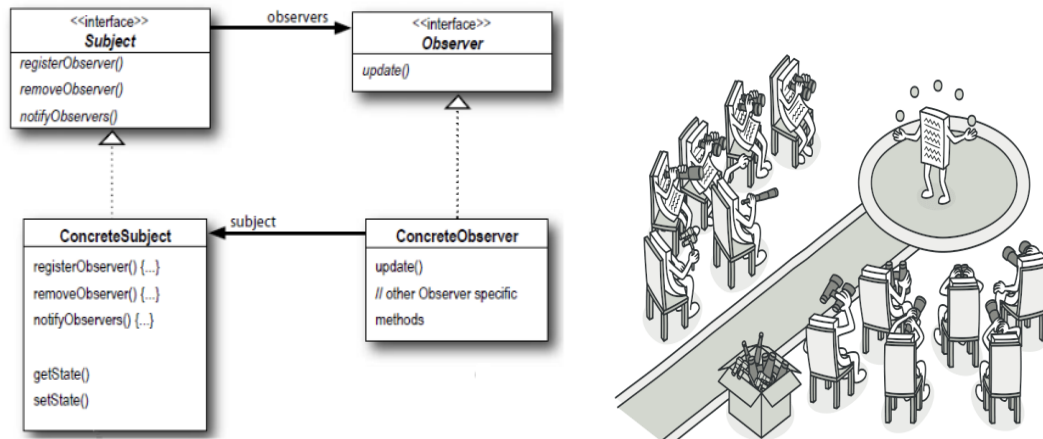 <<interface>>
Subject
registerObserver()
removeObserver()
notifyObservers()
observers
<<interface>>
Observer
update()
ConcreteSubject
registerObserver() {...}
removeObserver() {...}
notifyObservers() {...}
getState()
setState()
subject
ConcreteObserver
update()
// other Observer specific
methods